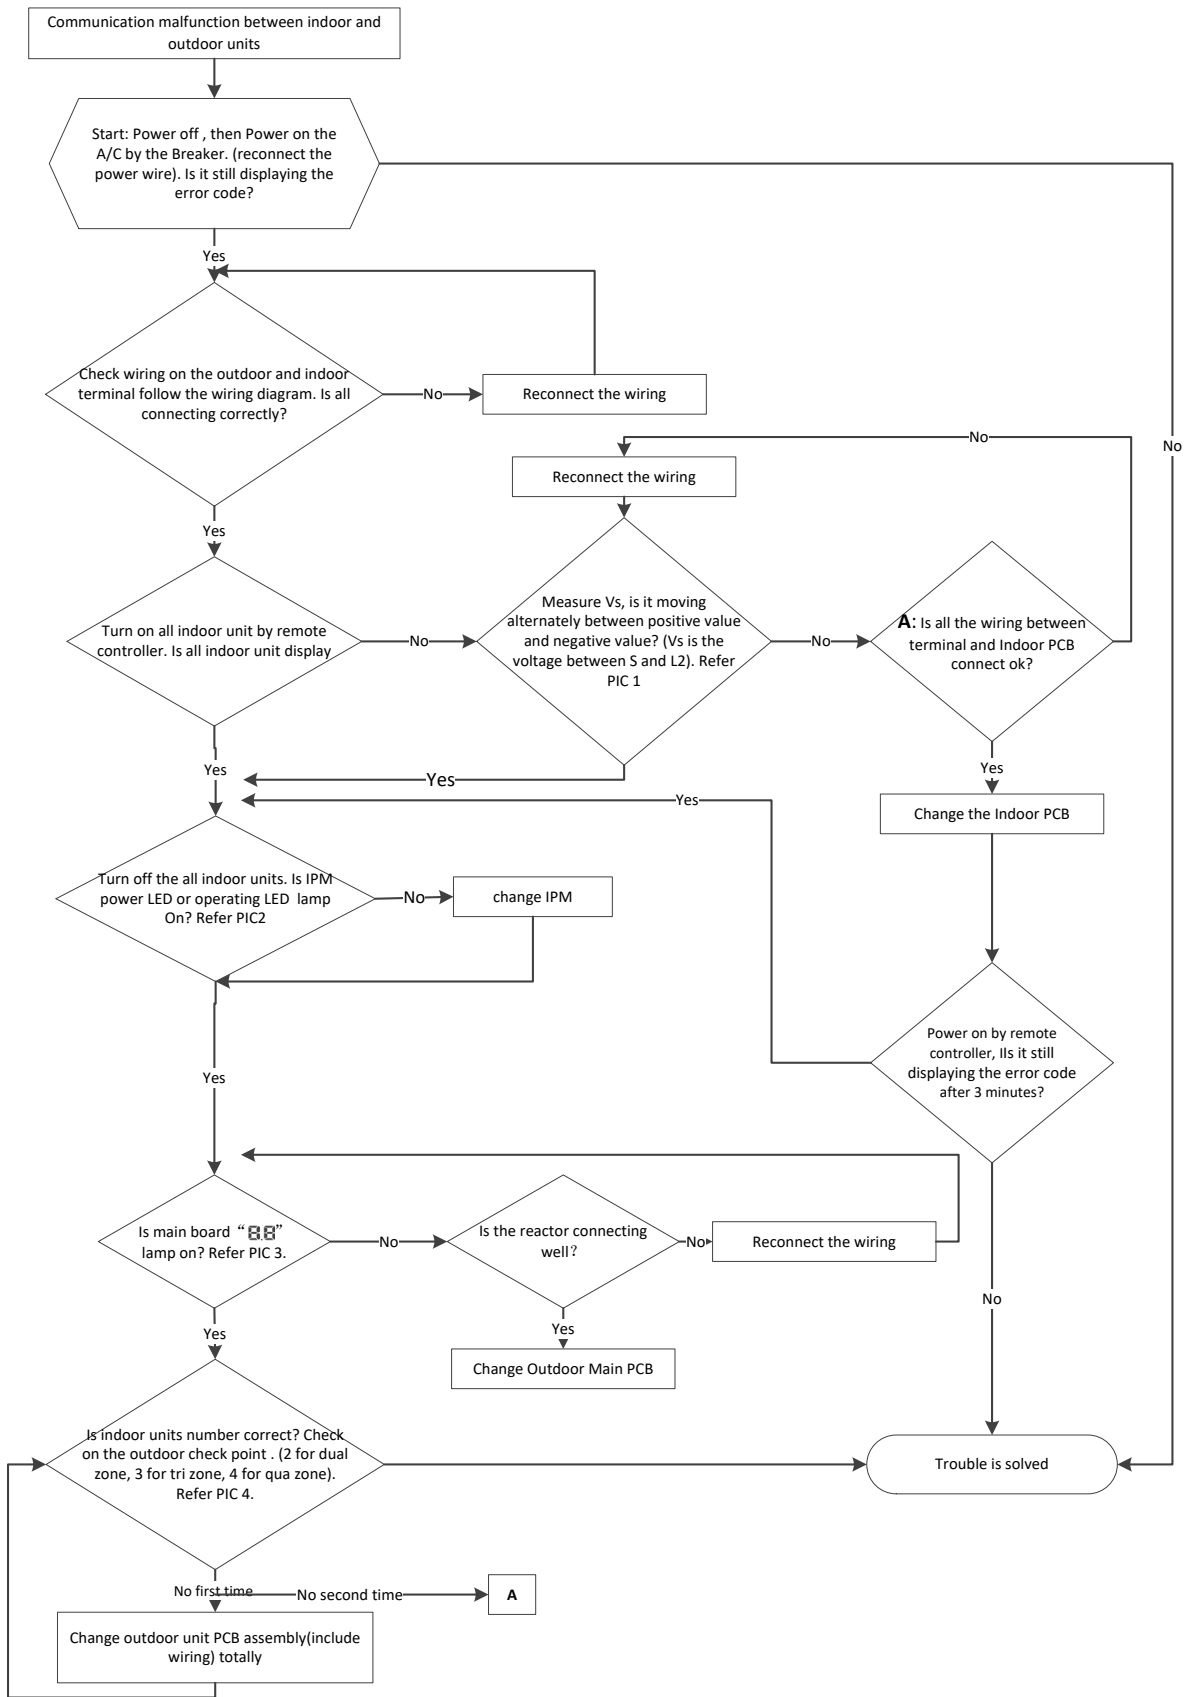 Communication malfunction between indoor and
outdoor units
Start: Power off , then Power on the
A/C by the Breaker. (reconnect the
power wire). Is it still displaying the
error code?
Yes
Check wiring on the outdoor and indoor
terminal follow the wiring diagram. Is all
connecting correctly?
No
Reconnect the wiring
No
No
Reconnect the wiring
Yes
Turn on all indoor unit by remote
controller. Is all indoor unit display
No
Measure Vs, is it moving
alternately between positive value
and negative value? (Vs is the
voltage between S and L2). Refer
PIC 1
No
A: Is all the wiring between
terminal and Indoor PCB
connect ok?
Yes
Yes
Yes
Yes
Change the Indoor PCB
Turn off the all indoor units. Is IPM
power LED or operating LED lamp
On? Refer PIC2
No
change IPM
Power on by remote
controller, IIs it still
displaying the error code
after 3 minutes?
Yes
Is main board “8.8”
lamp on? Refer PIC 3.
No
Is the reactor connecting
well?
No
Reconnect the wiring
No
Yes
Yes
Change Outdoor Main PCB
Is indoor units number correct? Check
on the outdoor check point . (2 for dual
zone, 3 for tri zone, 4 for qua zone).
Refer PIC 4.
Trouble is solved
No first time
No second time
A
Change outdoor unit PCB assembly(include
wiring) totally